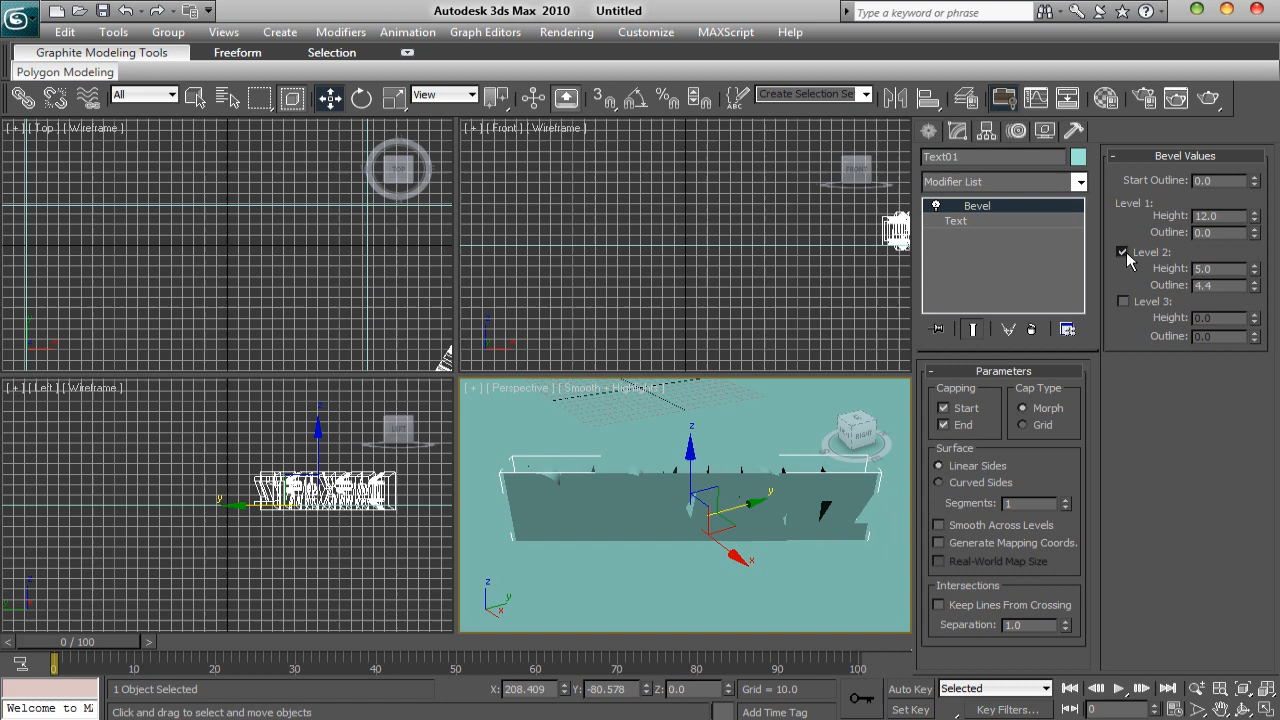 Autodesk 3ds Max 2010 Untitled
Type a keyword or phrase
Edit Tools Group Views Create Modifiers Animation Graph Editors Rendering Customize MAXScript Help
Graphite Modeling Tools Freeform Selection
Polygon Modeling
All View Create Selection Se
[ + ] [ Top ] [ Wireframe ]
[ + ] [ Front ] [ Wireframe ]
TOP
FRONT
Text01
Modifier List
Bevel
Text
Bevel Values
Start Outline: 0.0
Level 1:
Height: 12.0
Outline: 0.0
Level 2:
Height: 5.0
Outline: 4.4
Level 3:
Height: 0.0
Outline: 0.0
[ + ] [ Left ] [ Wireframe ]
[ + ] [ Perspective ] [ Smooth + Highlights ]
LEFT
RIGHT
z
y
x
z
y
x
y
Parameters
Capping
Start
End
Cap Type
Morph
Grid
Surface
Linear Sides
Curved Sides
Segments: 1
Smooth Across Levels
Generate Mapping Coords.
Real-World Map Size
Intersections
Keep Lines From Crossing
Separation: 1.0
< 0 / 100 >
0 10 20 30 40 50 60 70 80 90 100
1 Object Selected X: 208.409 Y: -80.578 Z: 0.0 Grid = 10.0 Auto Key Selected
Welcome to MA Click and drag to select and move objects Add Time Tag Set Key Key Filters... 0